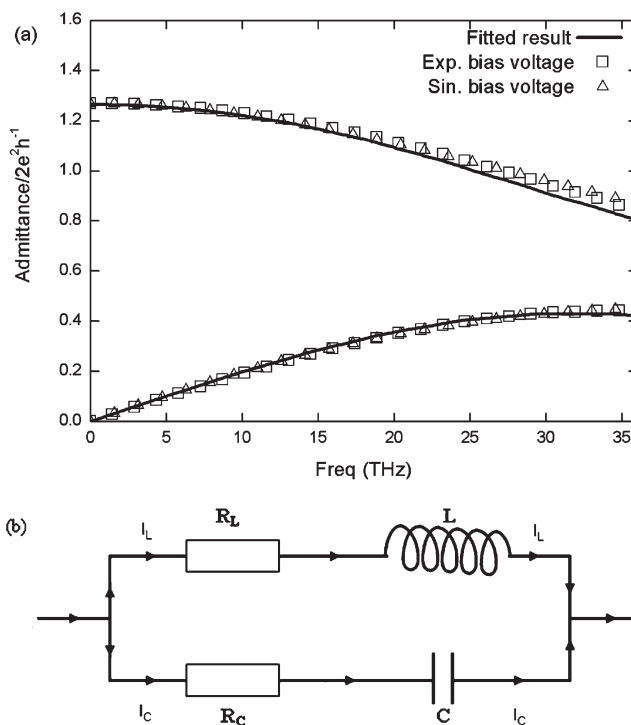 (a)
Fitted result
Exp. bias voltage
Sin. bias voltage
1.6
1.4
1.2
1.0
0.8
0.6
0.4
0.2
0.0
Admittance/2e²h⁻¹
0 5 10 15 20 25 30 35
Freq (THz)
(b)
I_L R_L L I_L
I_C R_C C I_C